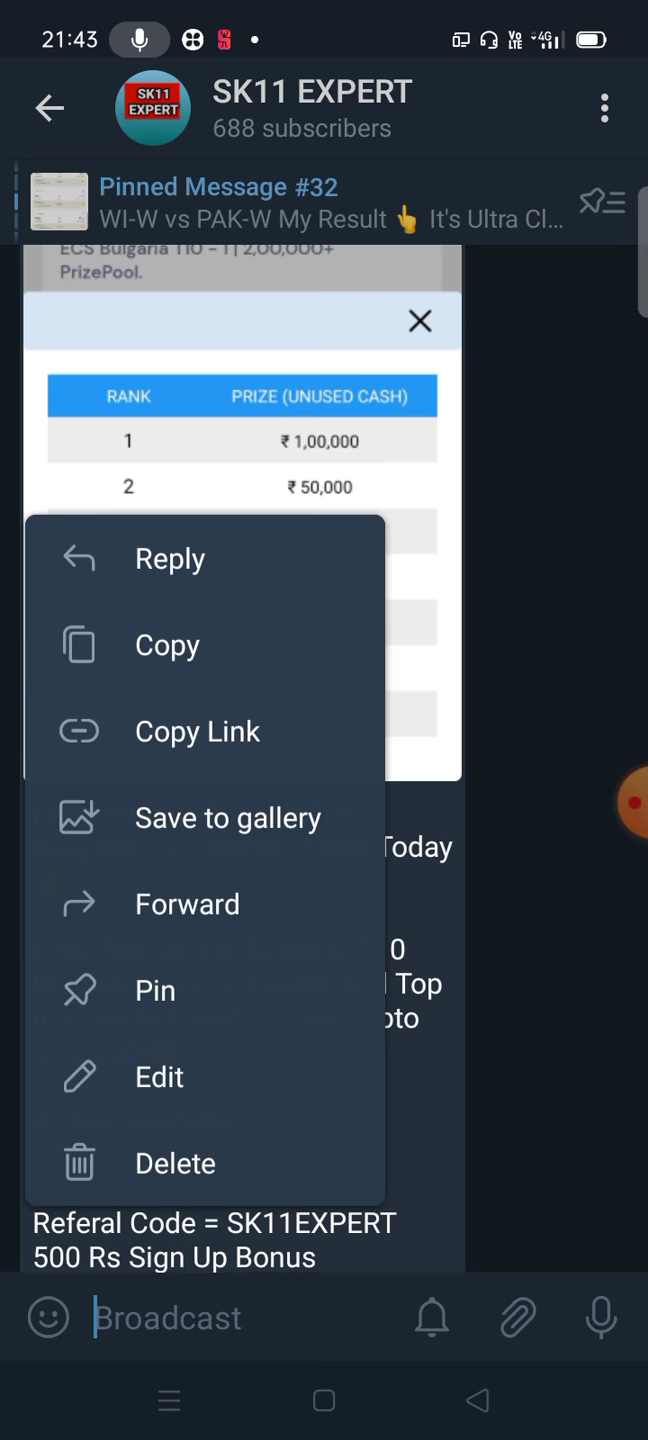 21:43
VoLTE 4G
SK11 EXPERT
SK11 EXPERT
688 subscribers
Pinned Message #32
WI-W vs PAK-W My Result 👆 It's Ultra Cl...
ECS Bulgaria T10 - 1 | 2,00,000+
PrizePool.
RANK PRIZE (UNUSED CASH)
1 ₹ 1,00,000
2 ₹ 50,000
Reply
Copy
Copy Link
Save to gallery
Today
Forward
0
Top
Pin
Edit
Delete
Referal Code = SK11EXPERT
500 Rs Sign Up Bonus
Broadcast